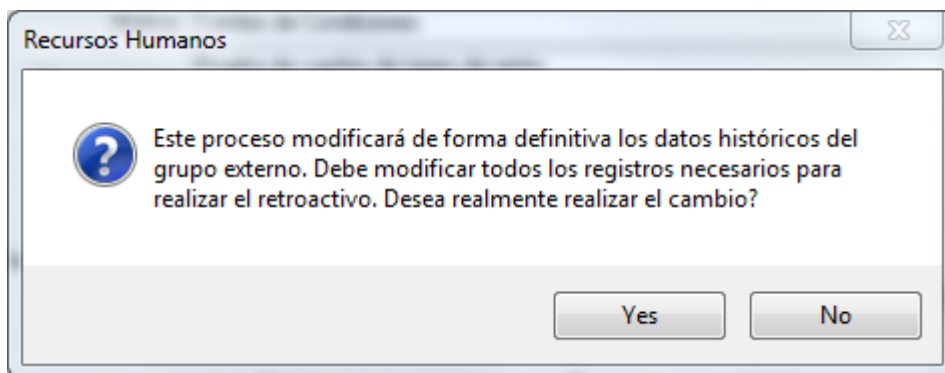 Recursos Humanos
Este proceso modificará de forma definitiva los datos históricos del
grupo externo. Debe modificar todos los registros necesarios para
realizar el retroactivo. Desea realmente realizar el cambio?
Yes
No